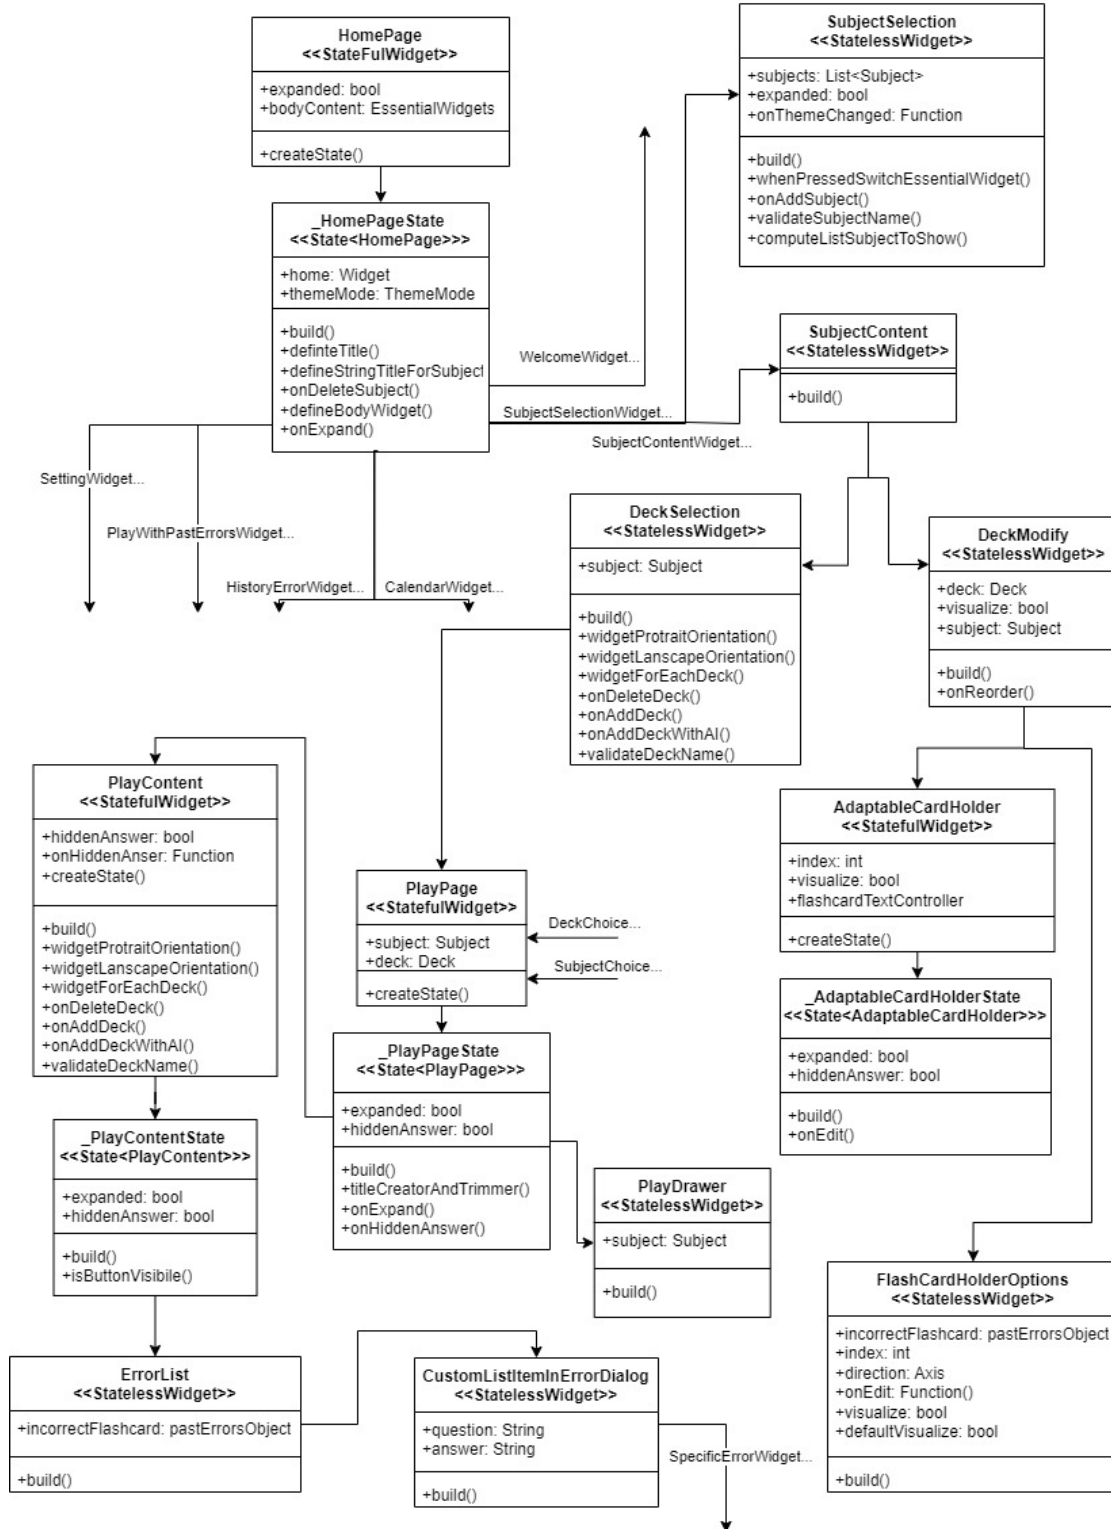 HomePage
<<StateFulWidget>>
+expanded: bool
+bodyContent: EssentialWidgets
+createState()
SubjectSelection
<<StatelessWidget>>
+subjects: List<Subject>
+expanded: bool
+onThemeChanged: Function
+build()
+whenPressedSwitchEssentialWidget()
+onAddSubject()
+validateSubjectName()
+computeListSubjectToShow()
_HomePageState
<<State<HomePage>>>
+home: Widget
+themeMode: ThemeMode
+build()
+definteTitle()
+defineStringTitleForSubject
+onDeleteSubject()
+defineBodyWidget()
+onExpand()
WelcomeWidget...
SubjectSelectionWidget...
SubjectContentWidget...
SubjectContent
<<StatelessWidget>>
+build()
SettingWidget...
PlayWithPastErrorsWidget...
HistoryErrorWidget...
CalendarWidget...
DeckSelection
<<StatelessWidget>>
+subject: Subject
+build()
+widgetProtraitOrientation()
+widgetLanscapeOrientation()
+widgetForEachDeck()
+onDeleteDeck()
+onAddDeck()
+onAddDeckWithAI()
+validateDeckName()
DeckModify
<<StatelessWidget>>
+deck: Deck
+visualize: bool
+subject: Subject
+build()
+onReorder()
PlayContent
<<StatefulWidget>>
+hiddenAnswer: bool
+onHiddenAnser: Function
+createState()
+build()
+widgetProtraitOrientation()
+widgetLanscapeOrientation()
+widgetForEachDeck()
+onDeleteDeck()
+onAddDeck()
+onAddDeckWithAI()
+validateDeckName()
PlayPage
<<StatefulWidget>>
+subject: Subject
+deck: Deck
+createState()
DeckChoice...
SubjectChoice...
AdaptableCardHolder
<<StatefulWidget>>
+index: int
+visualize: bool
+flashcardTextController
+createState()
_AdaptableCardHolderState
<<State<AdaptableCardHolder>>>
+expanded: bool
+hiddenAnswer: bool
+build()
+onEdit()
_PlayPageState
<<State<PlayPage>>>
+expanded: bool
+hiddenAnswer: bool
+build()
+titleCreatorAndTrimmer()
+onExpand()
+onHiddenAnswer()
_PlayContentState
<<State<PlayContent>>>
+expanded: bool
+hiddenAnswer: bool
+build()
+isButtonVisibile()
PlayDrawer
<<StatelessWidget>>
+subject: Subject
+build()
FlashCardHolderOptions
<<StatelessWidget>>
+incorrectFlashcard: pastErrorsObject
+index: int
+direction: Axis
+onEdit: Function()
+visualize: bool
+defaultVisualize: bool
+build()
ErrorList
<<StatelessWidget>>
+incorrectFlashcard: pastErrorsObject
+build()
CustomListItemInErrorDialog
<<StatelessWidget>>
+question: String
+answer: String
+build()
SpecificErrorWidget...